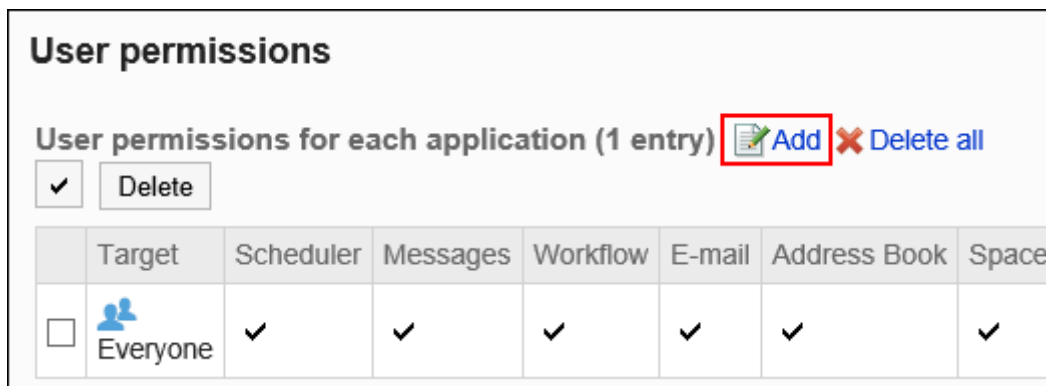 User permissions
User permissions for each application (1 entry) Add Delete all
Delete
Target Scheduler Messages Workflow E-mail Address Book Space
Everyone